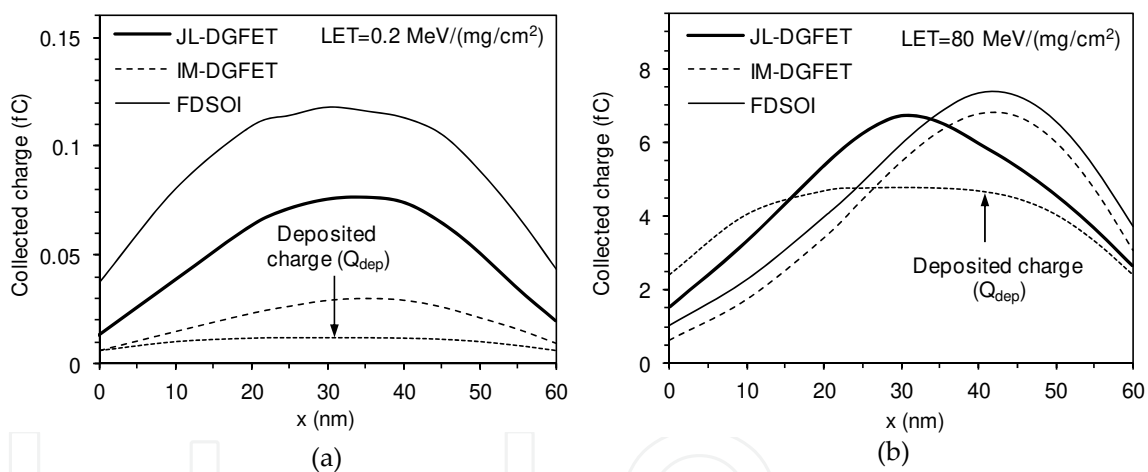 0.15
JL-DGFET
LET=0.2 MeV/(mg/cm²)
IM-DGFET
FDSOI
0.1
0.05
0
Collected charge (fC)
Deposited
charge (Q_dep)
0 10 20 30 40 50 60
x (nm)
(a)
8
JL-DGFET
LET=80 MeV/(mg/cm²)
IM-DGFET
FDSOI
6
4
2
0
Collected charge (fC)
Deposited charge
(Q_dep)
0 10 20 30 40 50 60
x (nm)
(b)